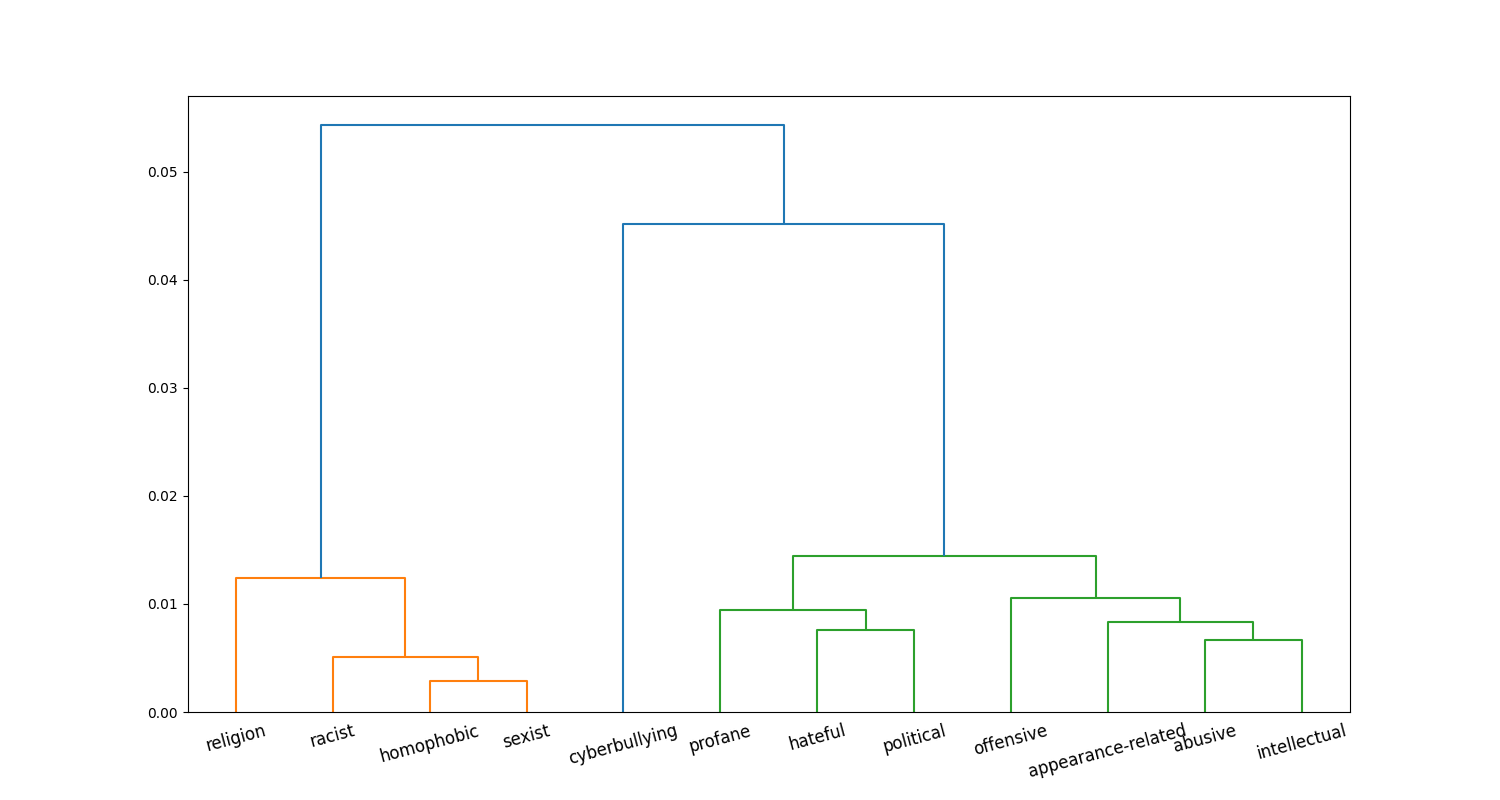 0.05
0.04
0.03
0.02
0.01
0.00
religion
racist
homophobic
sexist
cyberbullying
profane
hateful
political
offensive
appearance-related
abusive
intellectual